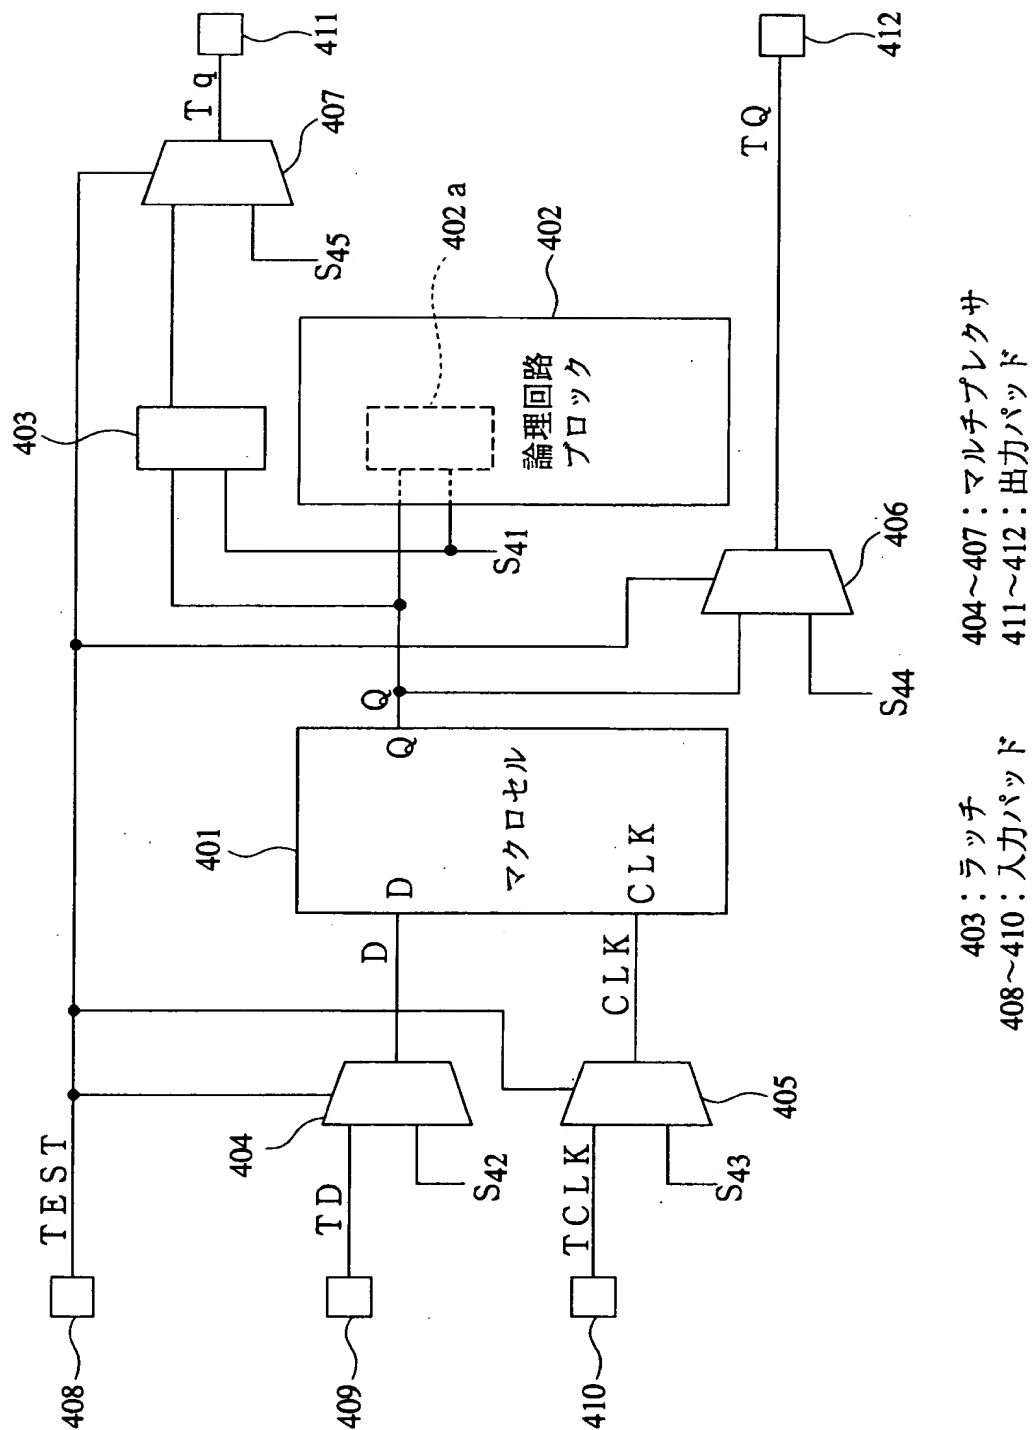 408
TEST
409
TD
410
TCLK
404
S42
405
S43
D
CLK
401
D
Q
マクロセル
CLK
Q
S41
403
402a
402
論理回路
ブロック
S44
406
TQ
412
S45
407
Tq
411
403：ラッチ
404～407：マルチプレクサ
408～410：入力パッド
411～412：出力パッド